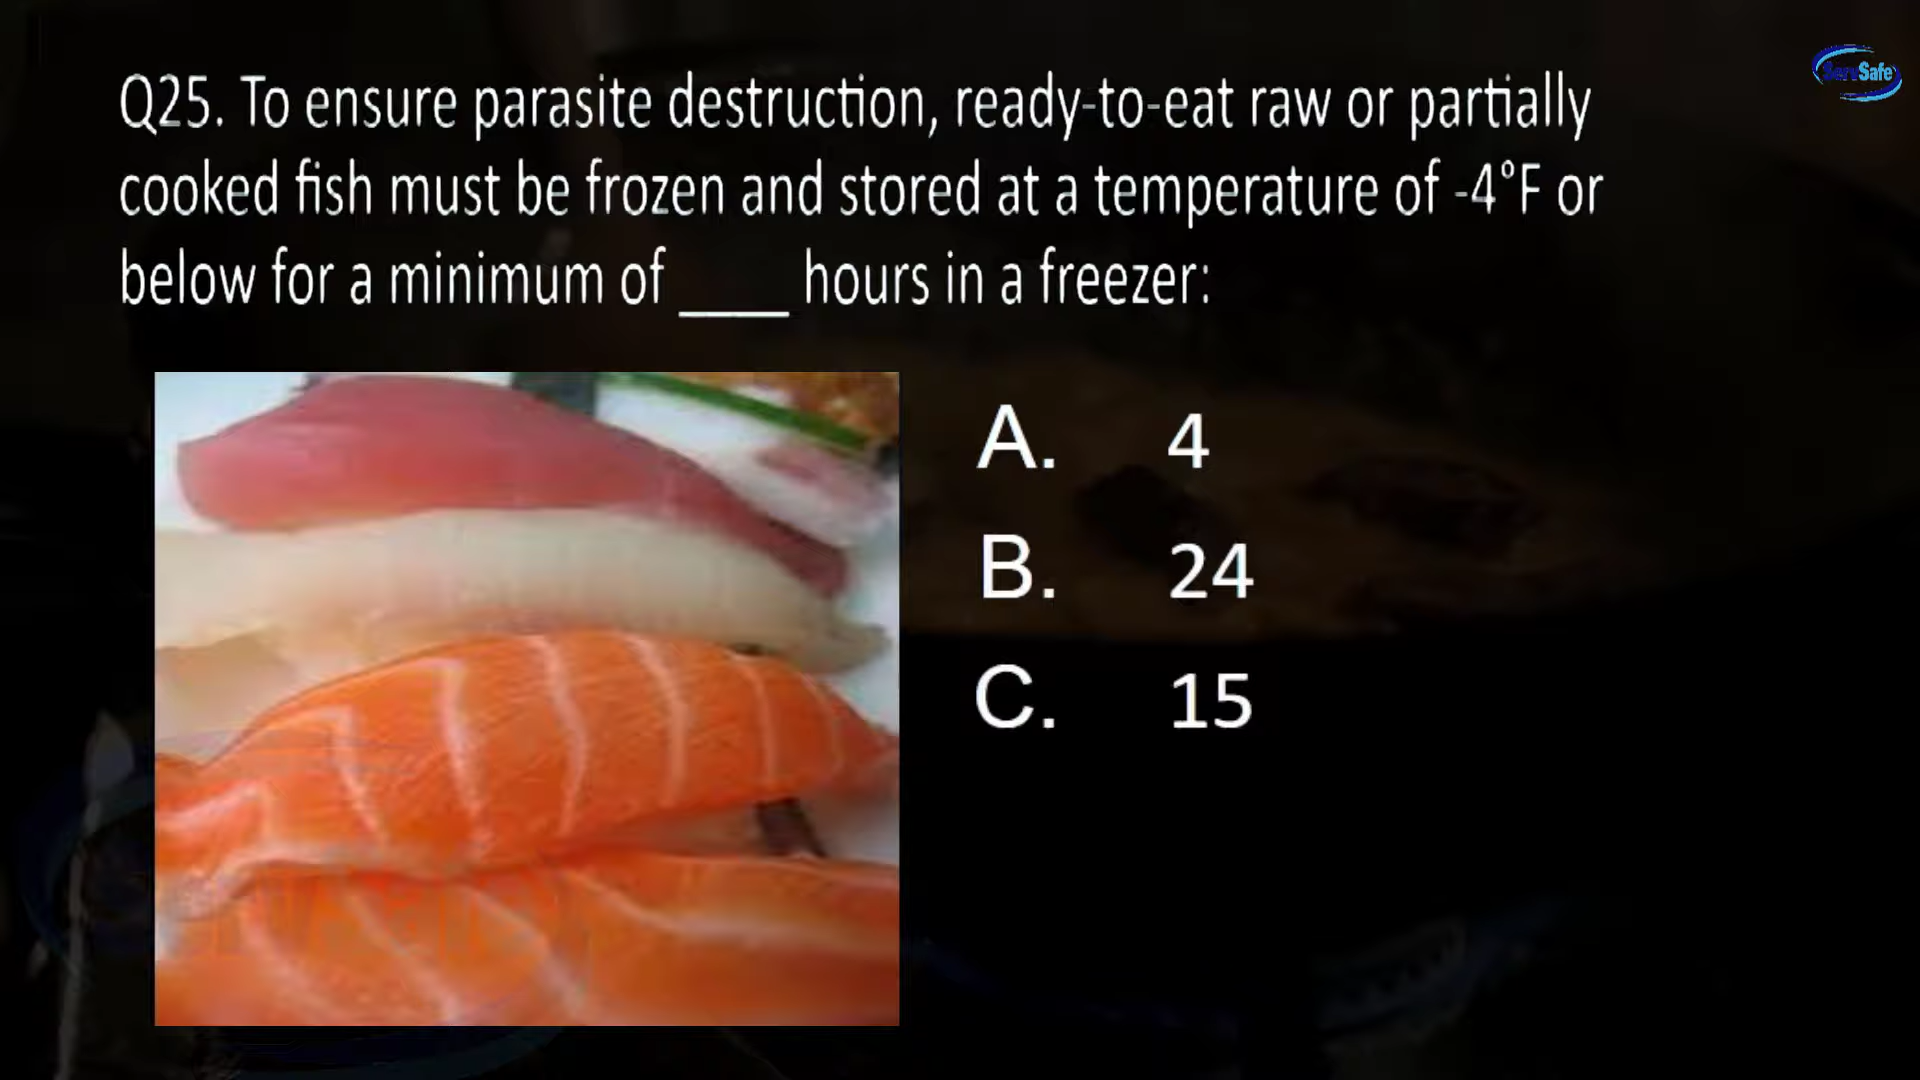 ServSafe
Q25. To ensure parasite destruction, ready-to-eat raw or partially
cooked fish must be frozen and stored at a temperature of -4°F or
below for a minimum of ____ hours in a freezer:
A. 4
B. 24
C. 15